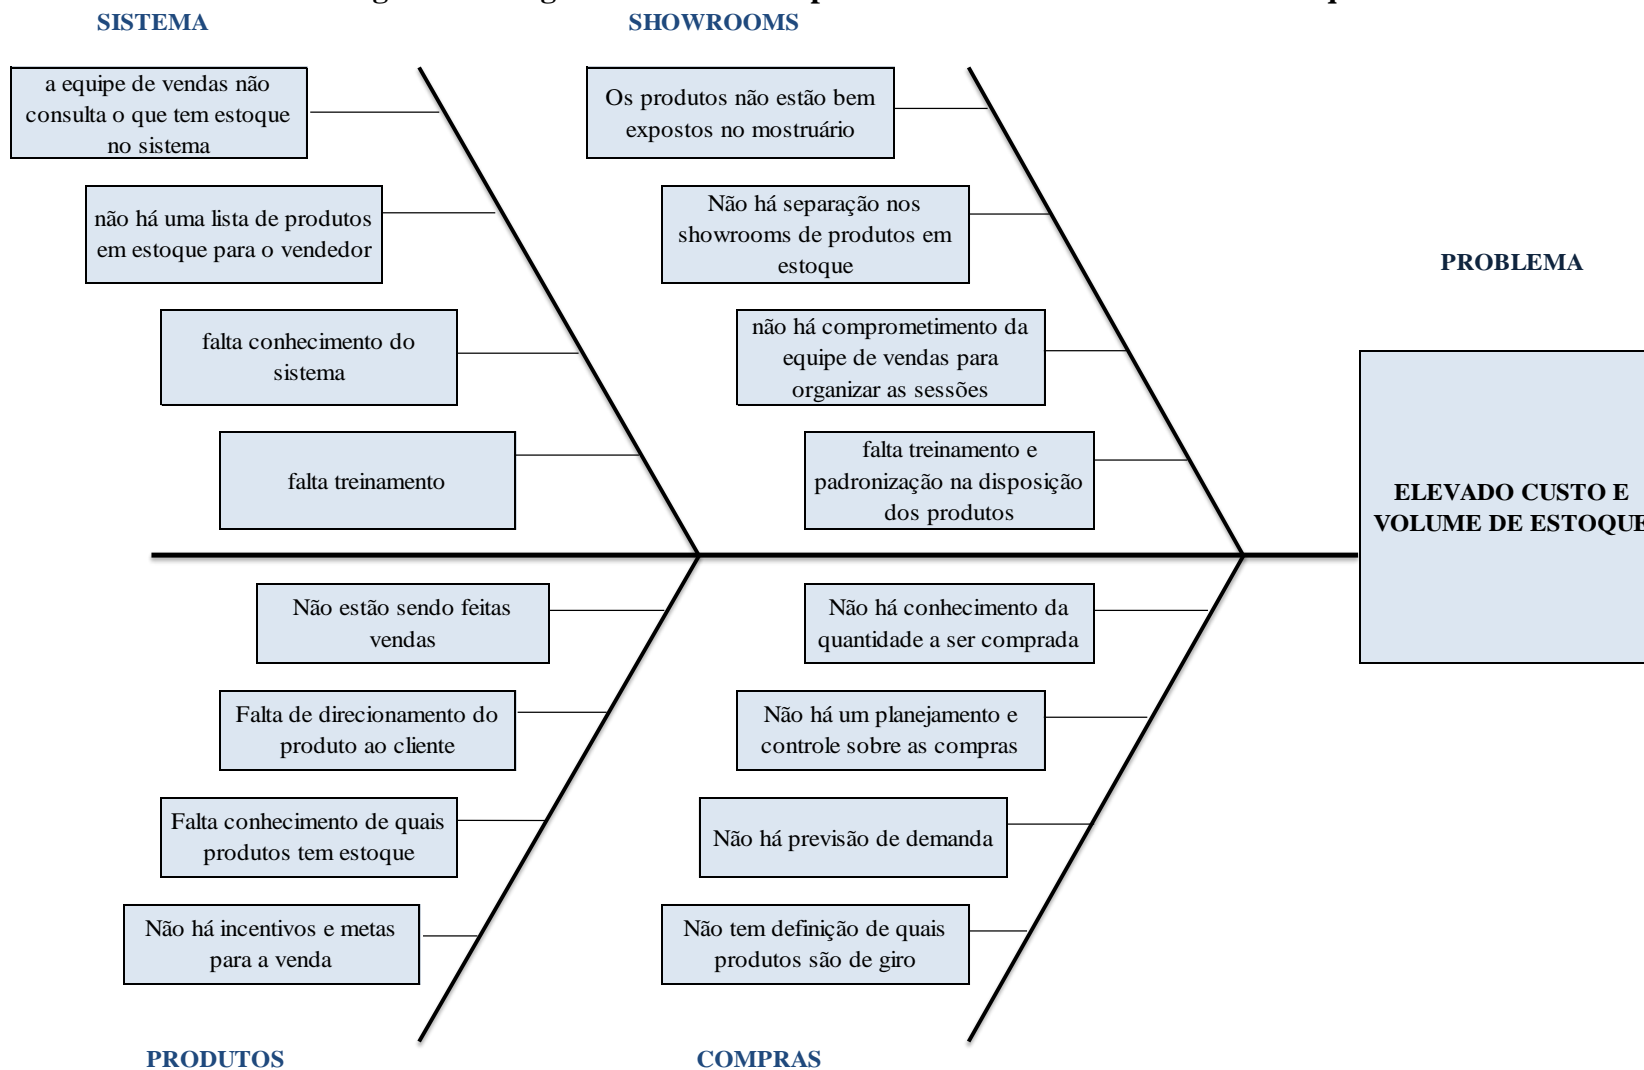 SISTEMA
SHOWROOMS
a equipe de vendas não
consulta o que tem estoque
no sistema
Os produtos não estão bem
expostos no mostruário
não há uma lista de produtos
em estoque para o vendedor
Não há separação nos
showrooms de produtos em
estoque
PROBLEMA
falta conhecimento do
sistema
não há comprometimento da
equipe de vendas para
organizar as sessões
falta treinamento
falta treinamento e
padronização na disposição
dos produtos
ELEVADO CUSTO E
VOLUME DE ESTOQUE
Não estão sendo feitas
vendas
Não há conhecimento da
quantidade a ser comprada
Falta de direcionamento do
produto ao cliente
Não há um planejamento e
controle sobre as compras
Falta conhecimento de quais
produtos tem estoque
Não há previsão de demanda
Não há incentivos e metas
para a venda
Não tem definição de quais
produtos são de giro
PRODUTOS
COMPRAS